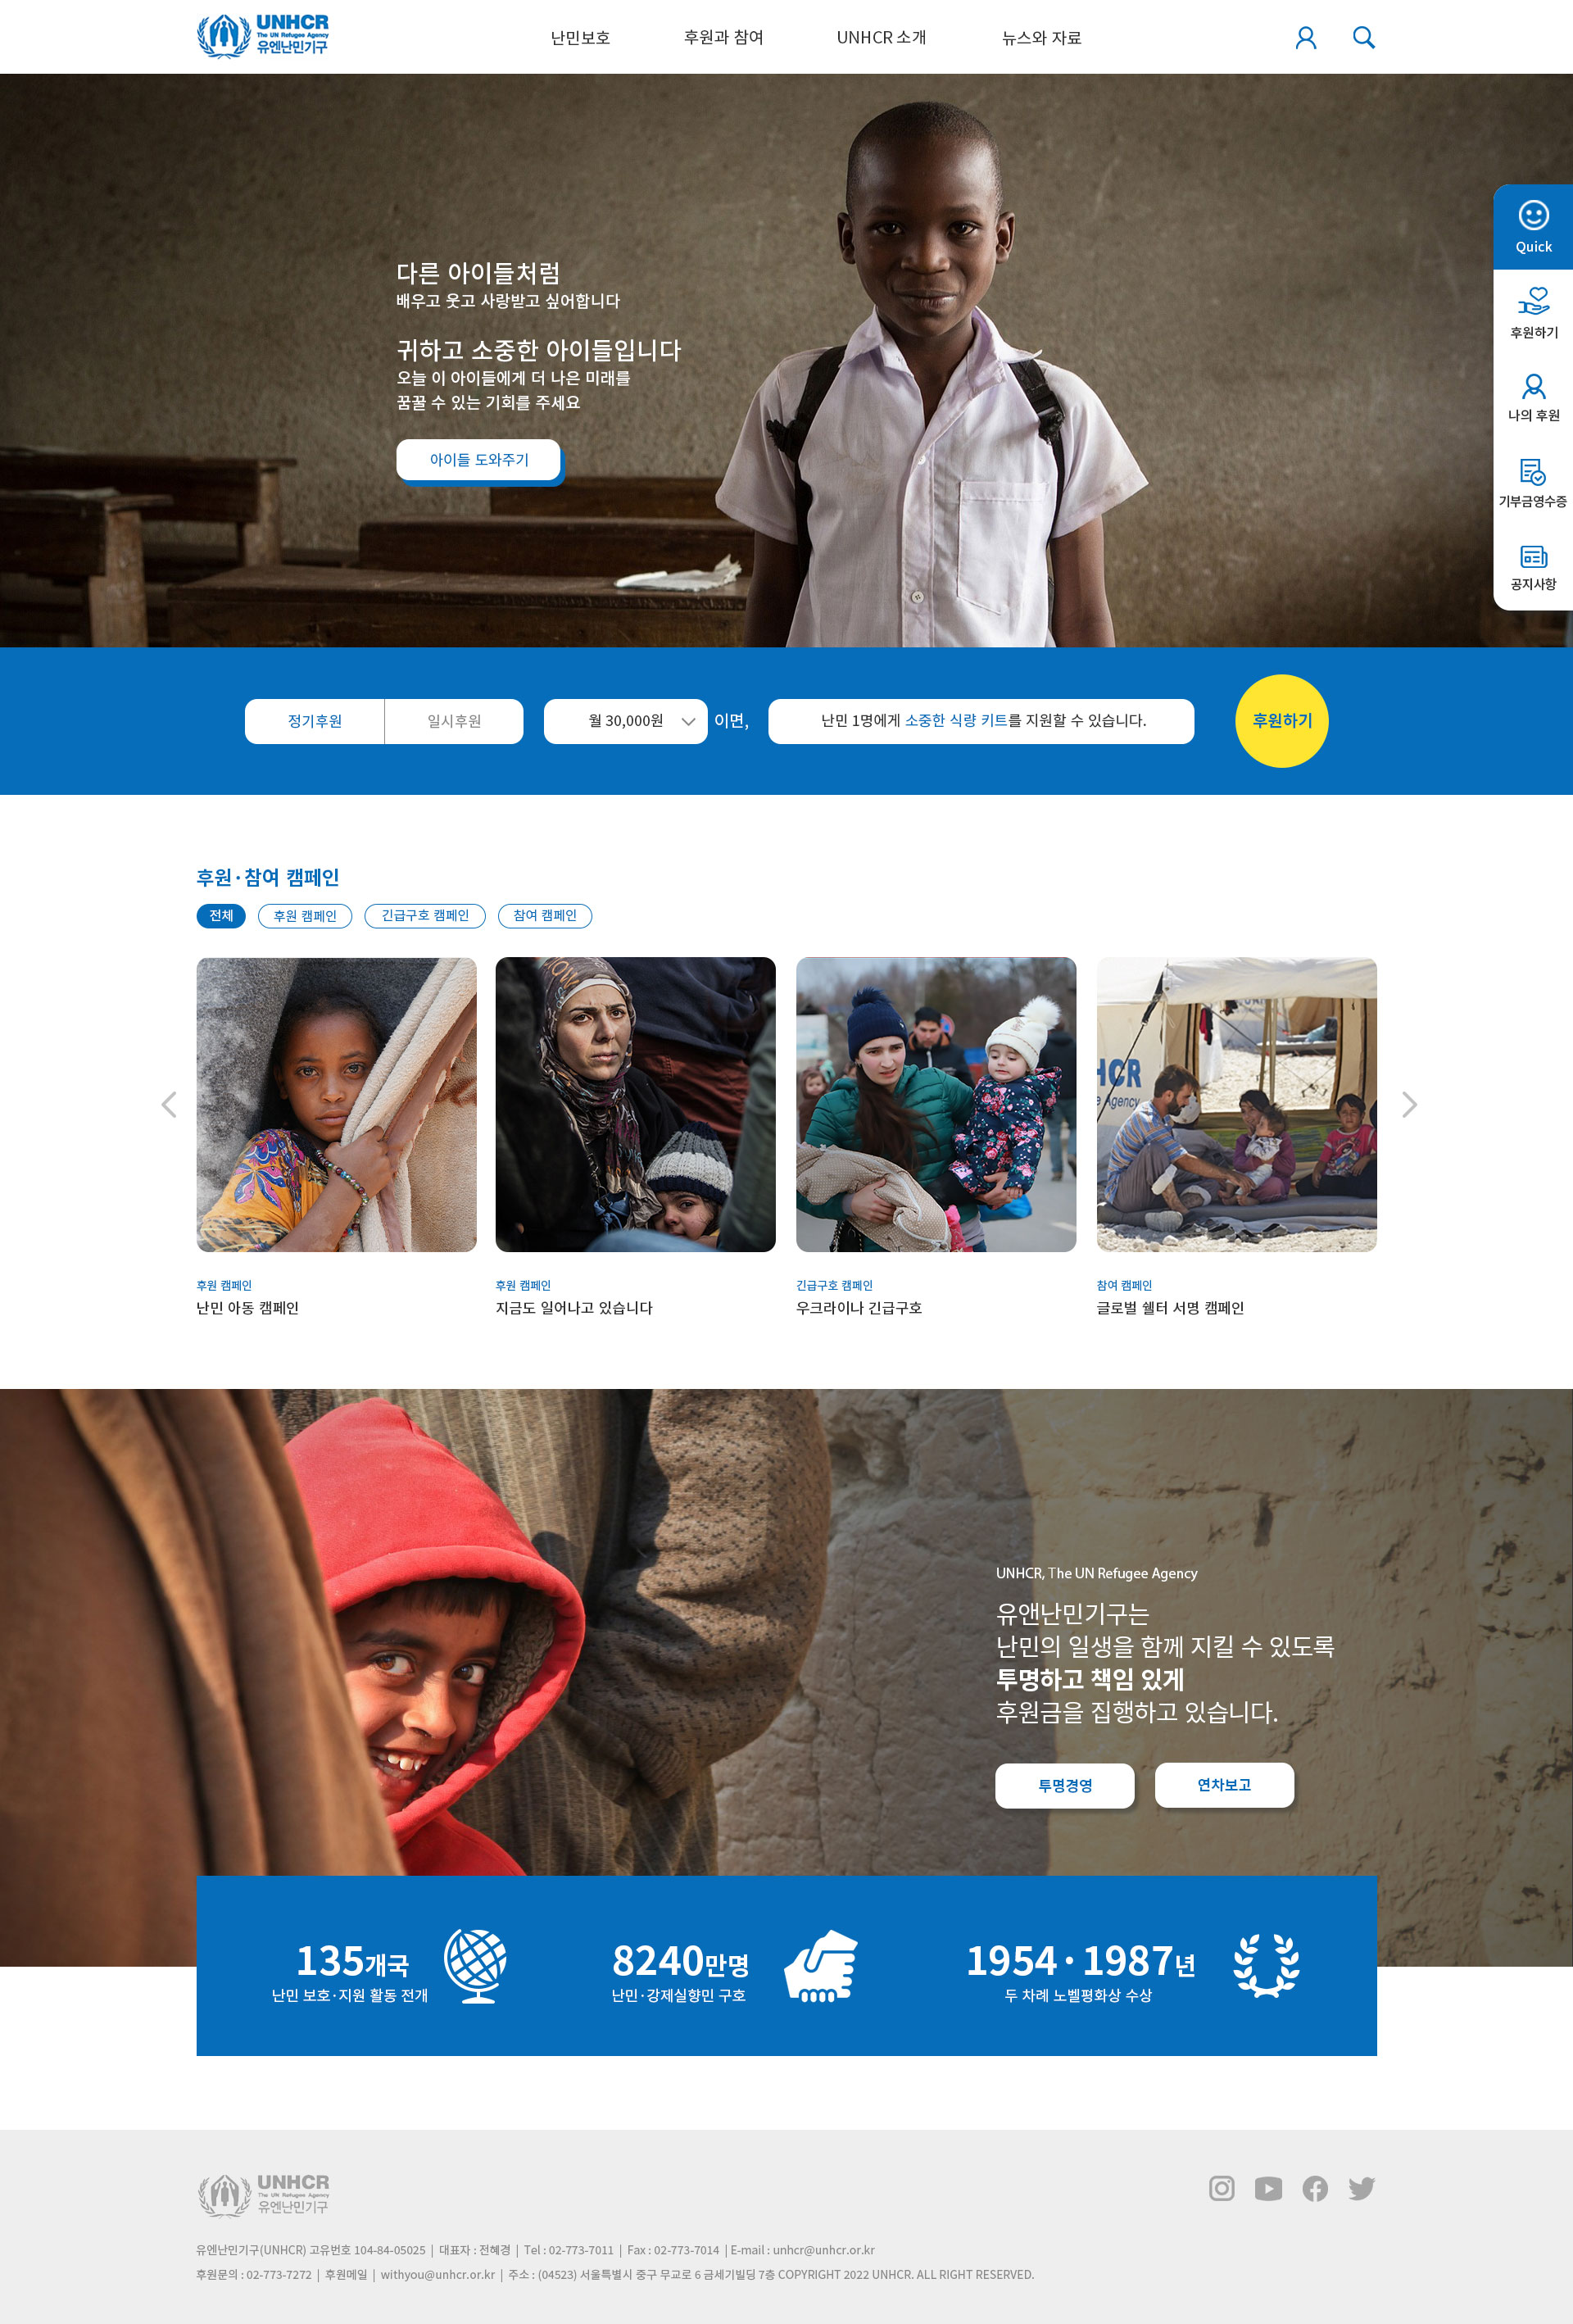 UNHCR
The UN Refugee Agency
유엔난민기구
난민보호
후원과 참여
UNHCR 소개
뉴스와 자료
다른 아이들처럼
배우고 웃고 사랑받고 싶어합니다
귀하고 소중한 아이들입니다
오늘 이 아이들에게 더 나은 미래를
꿈꿀 수 있는 기회를 주세요
아이들 도와주기
Quick
후원하기
나의 후원
기부금영수증
공지사항
정기후원
일시후원
월 30,000원
이면,
난민 1명에게 소중한 식량 키트를 지원할 수 있습니다.
후원하기
후원·참여 캠페인
전체
후원 캠페인
긴급구호 캠페인
참여 캠페인
HCR
e Agency
후원 캠페인
난민 아동 캠페인
후원 캠페인
지금도 일어나고 있습니다
긴급구호 캠페인
우크라이나 긴급구호
참여 캠페인
글로벌 쉘터 서명 캠페인
UNHCR, The UN Refugee Agency
유앤난민기구는
난민의 일생을 함께 지킬 수 있도록
투명하고 책임 있게
후원금을 집행하고 있습니다.
투명경영
연차보고
135개국
난민 보호·지원 활동 전개
8240만명
난민·강제실향민 구호
1954·1987년
두 차례 노벨평화상 수상
UNHCR
The UN Refugee Agency
유엔난민기구
유엔난민기구(UNHCR) 고유번호 104-84-05025 | 대표자 : 전혜경 | Tel : 02-773-7011 | Fax : 02-773-7014 | E-mail : unhcr@unhcr.or.kr
후원문의 : 02-773-7272 | 후원메일 | withyou@unhcr.or.kr | 주소 : (04523) 서울특별시 중구 무교로 6 금세기빌딩 7층 COPYRIGHT 2022 UNHCR. ALL RIGHT RESERVED.